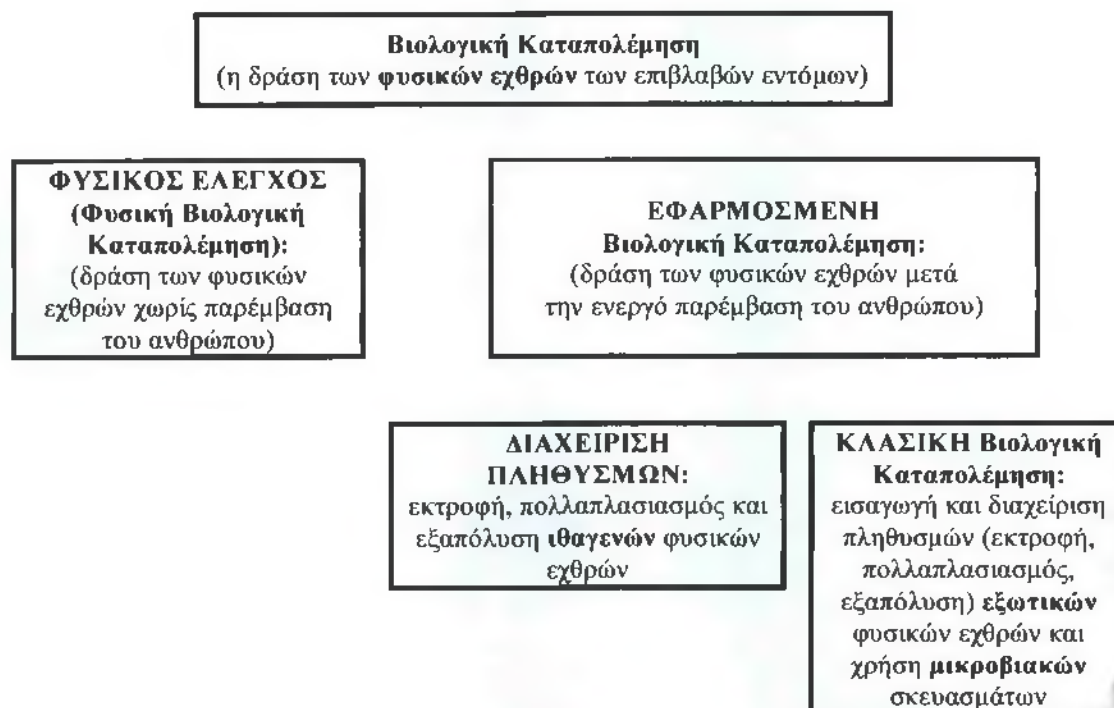 Βιολογική Καταπολέμηση
(η δράση των φυσικών εχθρών των επιβλαβών εντόμων)
ΦΥΣΙΚΟΣ ΕΛΕΓΧΟΣ
(Φυσική Βιολογική
Καταπολέμηση):
(δράση των φυσικών
εχθρών χωρίς παρέμβαση
του ανθρώπου)
ΕΦΑΡΜΟΣΜΕΝΗ
Βιολογική Καταπολέμηση:
(δράση των φυσικών εχθρών μετά
την ενεργό παρέμβαση του ανθρώπου)
ΔΙΑΧΕΙΡΙΣΗ
ΠΛΗΘΥΣΜΩΝ:
εκτροφή, πολλαπλασιασμός και
εξαπόλυση ιθαγενών φυσικών
εχθρών
ΚΛΑΣΙΚΗ Βιολογική
Καταπολέμηση:
εισαγωγή και διαχείριση
πληθυσμών (εκτροφή,
πολλαπλασιασμός,
εξαπόλυση) εξωτικών
φυσικών εχθρών και
χρήση μικροβιακών
σκευασμάτων